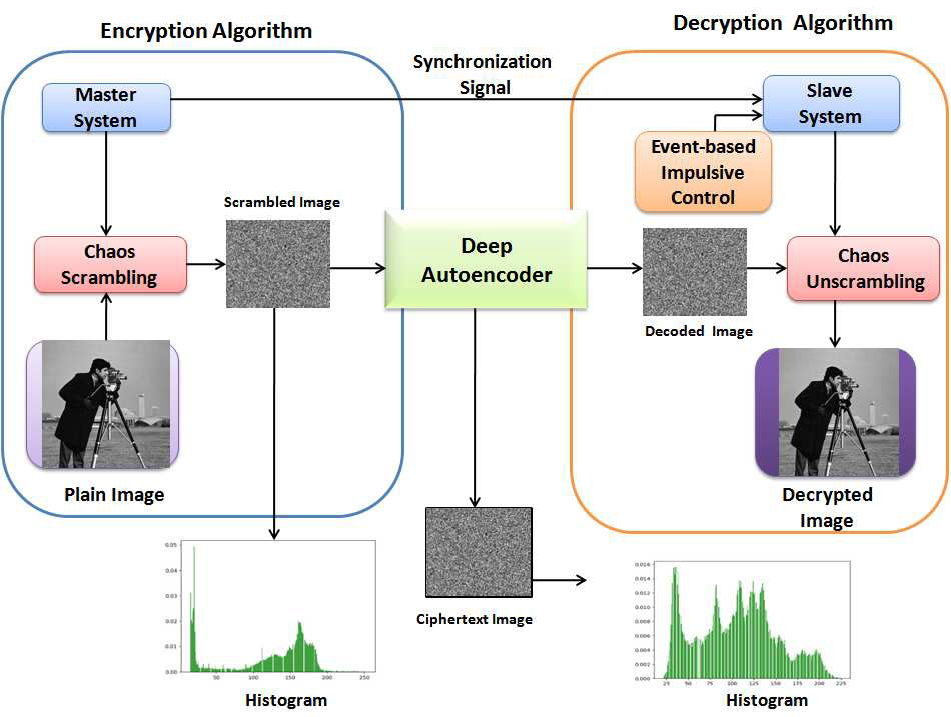 Encryption Algorithm
Decryption Algorithm
Synchronization
Signal
Master
System
Slave
System
Event-based
Impulsive
Control
Scrambled Image
Chaos
Scrambling
Deep
Autoencoder
Chaos
Unscrambling
Decoded Image
Plain Image
Decrypted
Image
Ciphertext Image
0.05
0.04
0.03
0.02
0.01
0.00
50
100
150
200
250
Histogram
0.016
0.014
0.012
0.010
0.008
0.006
0.004
0.002
0.000
25
50
75
100
125
150
175
200
225
Histogram